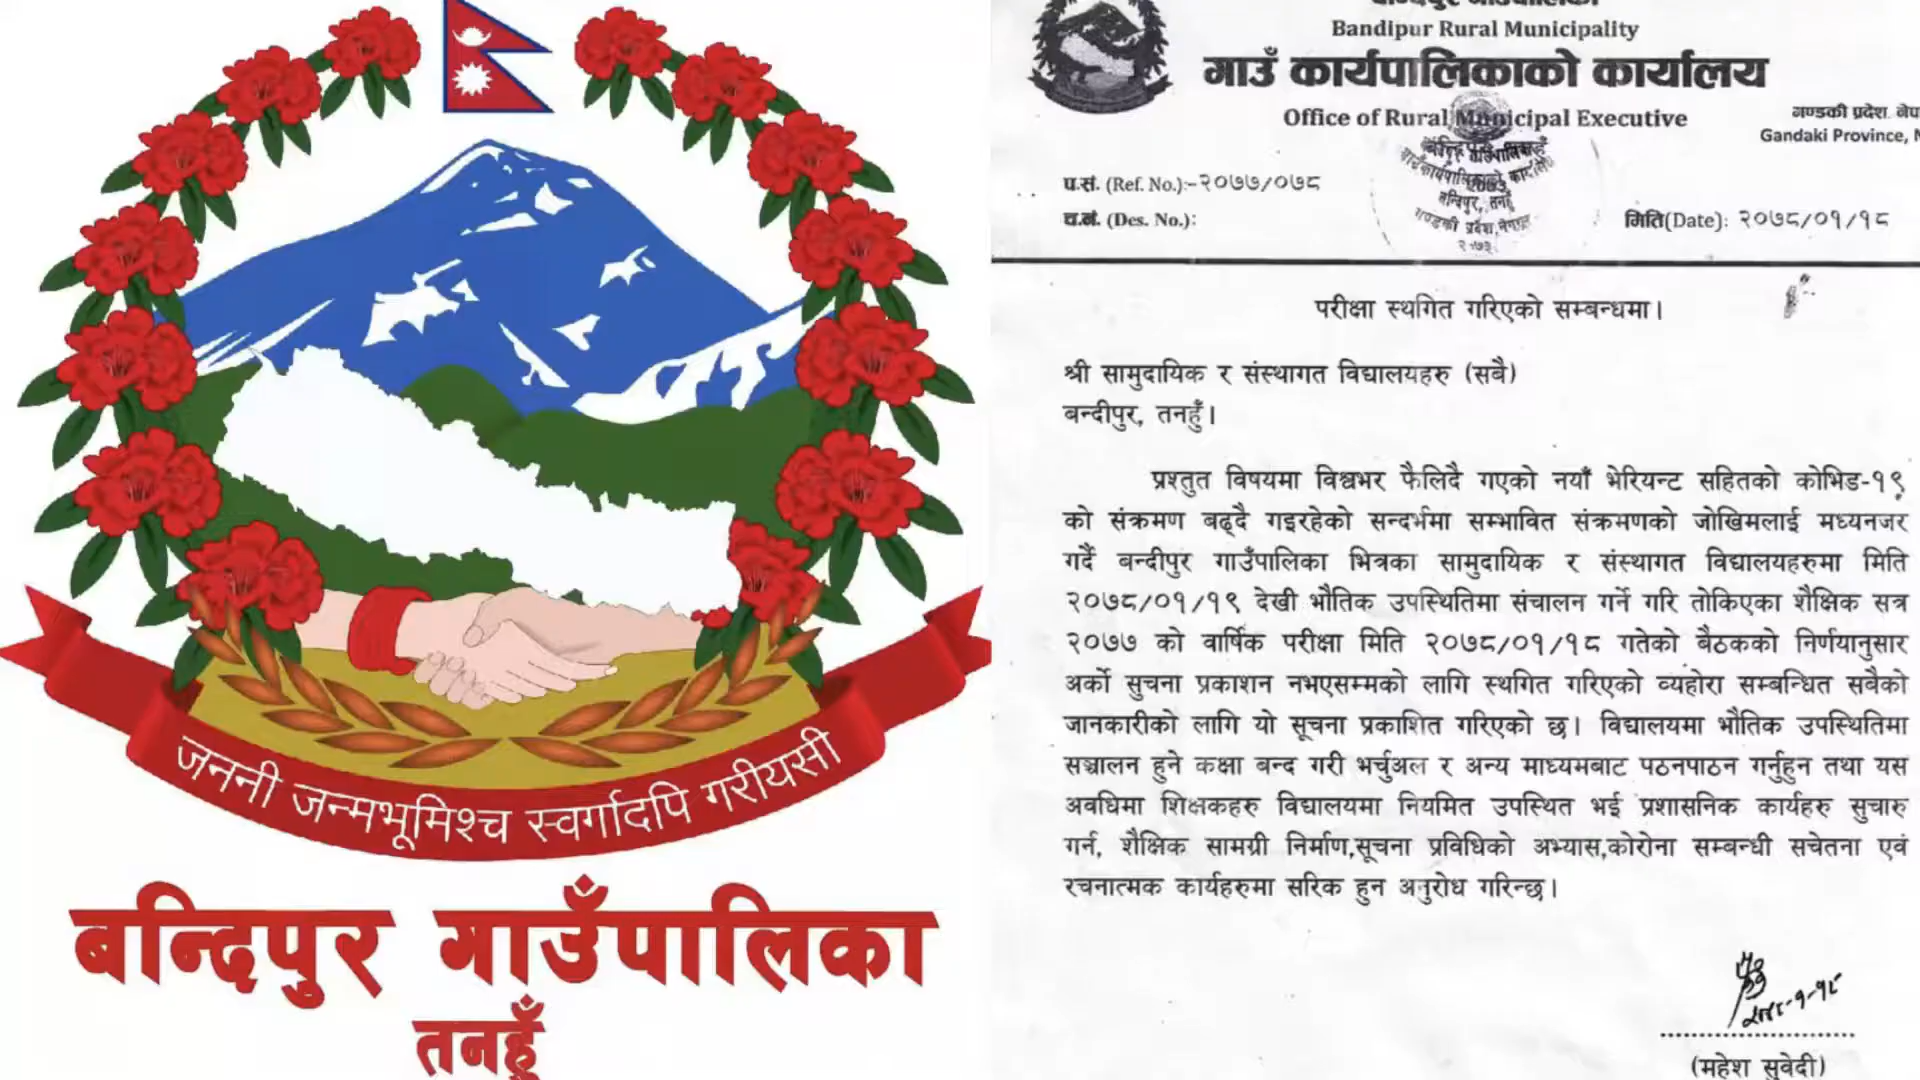 जननी जन्मभूमिश्च स्वर्गादपि गरीयसी
बन्दिपुर गाउँपालिका
तनहुँ
Bandipur Rural Municipality
गाउँ कार्यपालिकाको कार्यालय
Office of Rural Municipal Executive
गण्डकी प्रदेश, नेपा
Gandaki Province, N
प.सं. (Ref. No.):-२०७७/०७८
च.नं. (Des. No.):
मिति(Date): २०७८/०१/१८
परीक्षा स्थगित गरिएको सम्बन्धमा।
श्री सामुदायिक र संस्थागत विद्यालयहरु (सबै)
बन्दीपुर, तनहुँ।
प्रश्तुत विषयमा विश्वभर फैलिदै गएको नयाँ भेरियन्ट सहितको कोभिड-१९
को संक्रमण बढ्दै गइरहेको सन्दर्भमा सम्भावित संक्रमणको जोखिमलाई मध्यनजर
गर्दै बन्दीपुर गाउँपालिका भित्रका सामुदायिक र संस्थागत विद्यालयहरुमा मिति
२०७८/०१/१९ देखी भौतिक उपस्थितिमा संचालन गर्ने गरि तोकिएका शैक्षिक सत्र
२०७७ को वार्षिक परीक्षा मिति २०७८/०१/१८ गतेको बैठकको निर्णयानुसार
अर्को सुचना प्रकाशन नभएसम्मको लागि स्थगित गरिएको व्यहोरा सम्बन्धित सबैको
जानकारीको लागि यो सूचना प्रकाशित गरिएको छ। विद्यालयमा भौतिक उपस्थितिमा
सञ्चालन हुने कक्षा बन्द गरी भर्चुअल र अन्य माध्यमबाट पठनपाठन गर्नुहुन तथा यस
अवधिमा शिक्षकहरु विद्यालयमा नियमित उपस्थित भई प्रशासनिक कार्यहरु सुचारु
गर्न, शैक्षिक सामग्री निर्माण,सूचना प्रविधिको अभ्यास,कोरोना सम्बन्धी सचेतना एवं
रचनात्मक कार्यहरुमा सरिक हुन अनुरोध गरिन्छ।
(महेश सुवेदी)